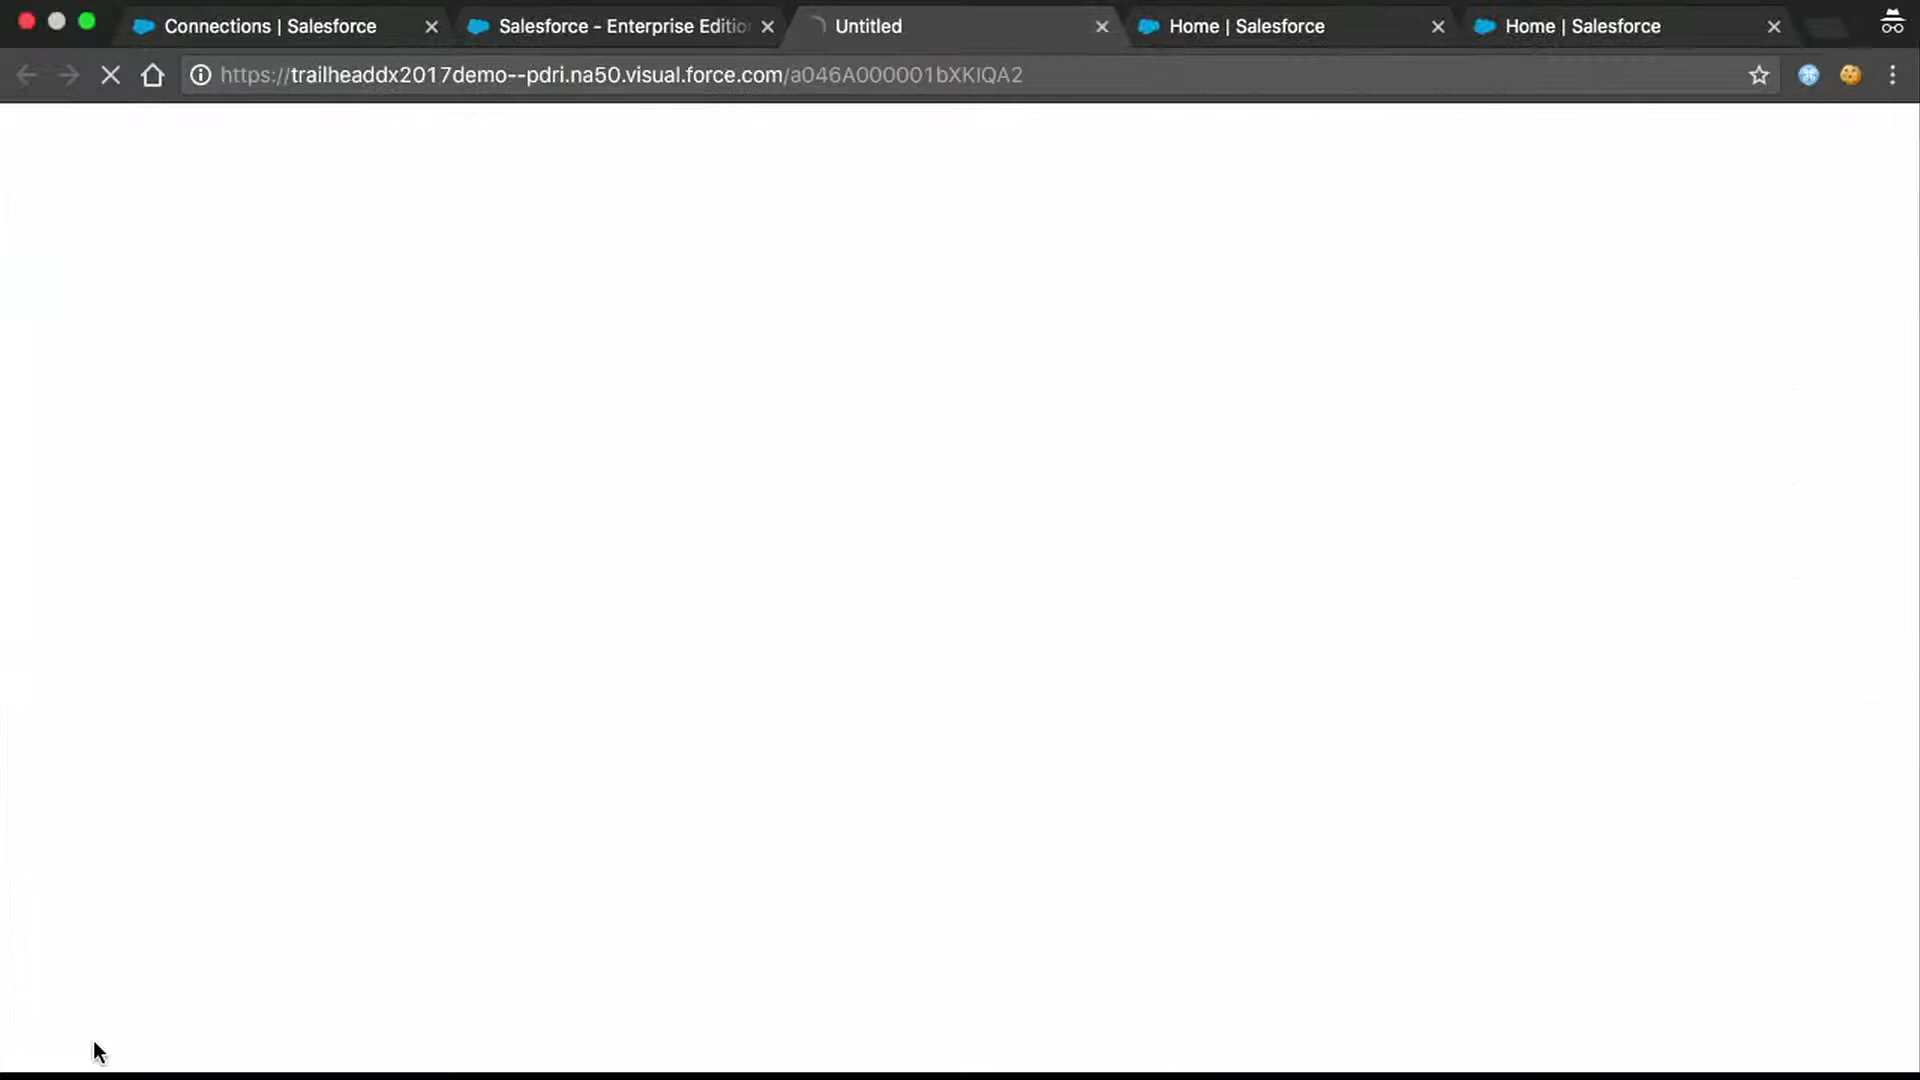 Connections | Salesforce
Salesforce - Enterprise Editio
Untitled
Home | Salesforce
Home | Salesforce
https://trailheaddx2017demo--pdri.na50.visual.force.com/a046A000001bXKIQA2